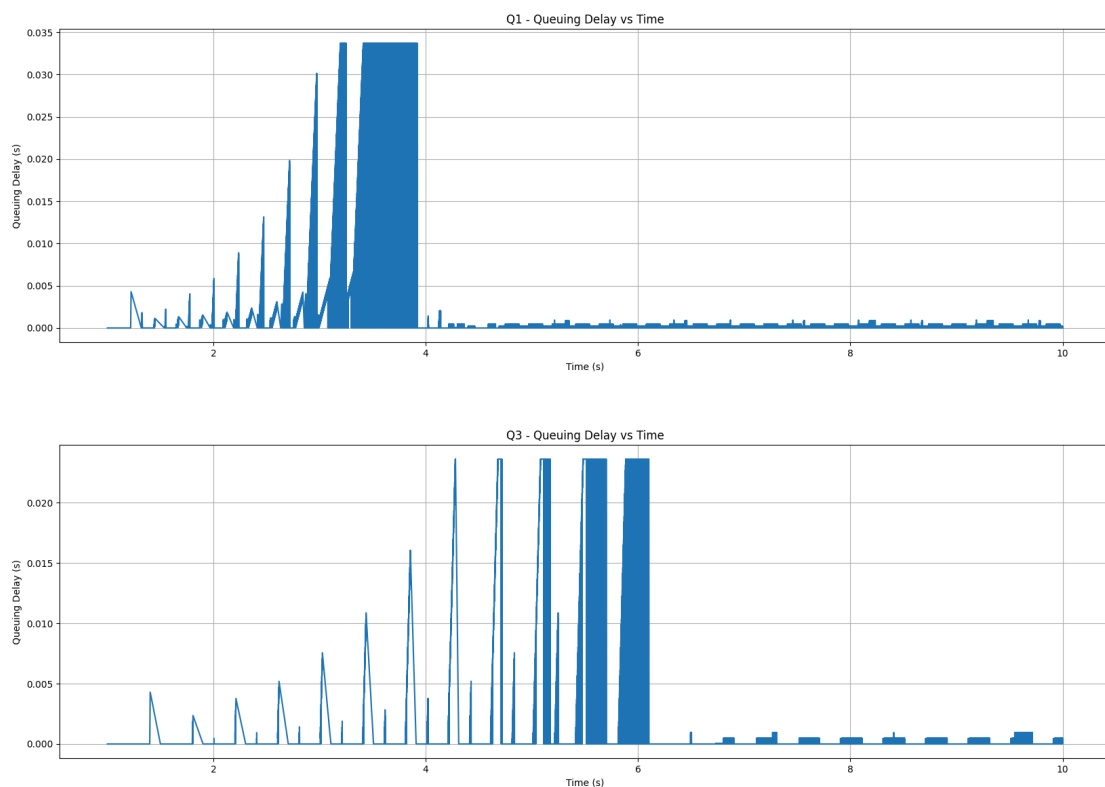 Q1 - Queuing Delay vs Time
Queuing Delay (s)
0.035
0.030
0.025
0.020
0.015
0.010
0.005
0.000
2 4 6 8 10
Time (s)
Q3 - Queuing Delay vs Time
Queuing Delay (s)
0.020
0.015
0.010
0.005
0.000
2 4 6 8 10
Time (s)